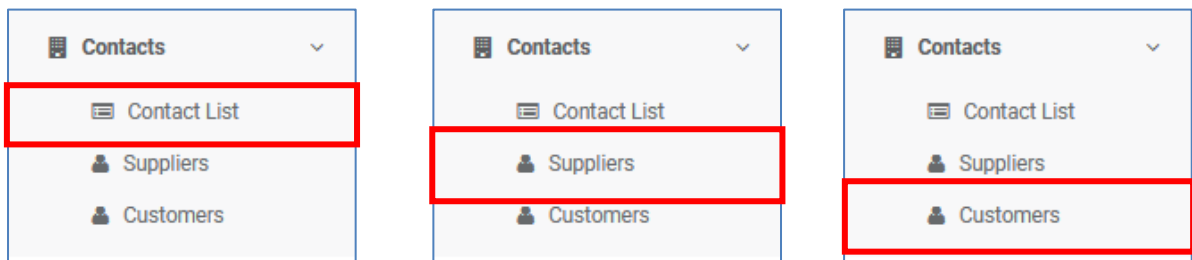 Contacts
Contact List
Suppliers
Customers
Contacts
Contact List
Suppliers
Customers
Contacts
Contact List
Suppliers
Customers